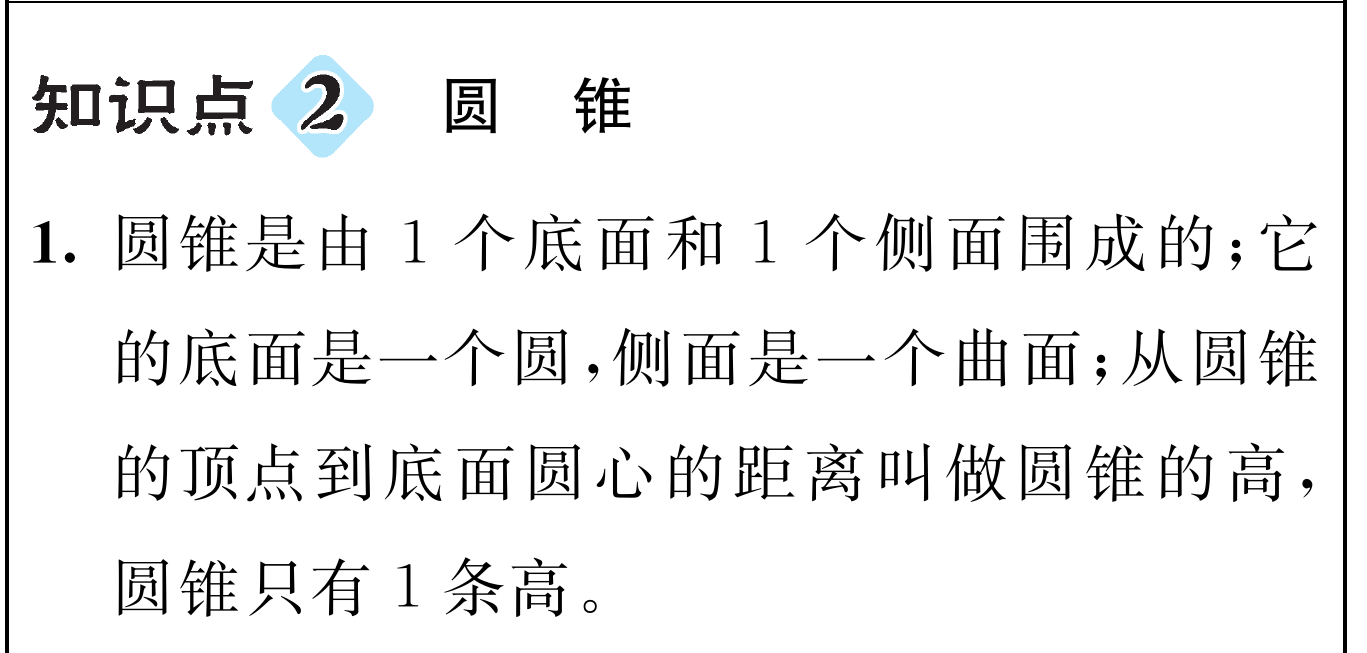 知识点 2 圆 锥
1. 圆锥是由 1 个底面和 1 个侧面围成的;它
的底面是一个圆,侧面是一个曲面;从圆锥
的顶点到底面圆心的距离叫做圆锥的高,
圆锥只有 1 条高。